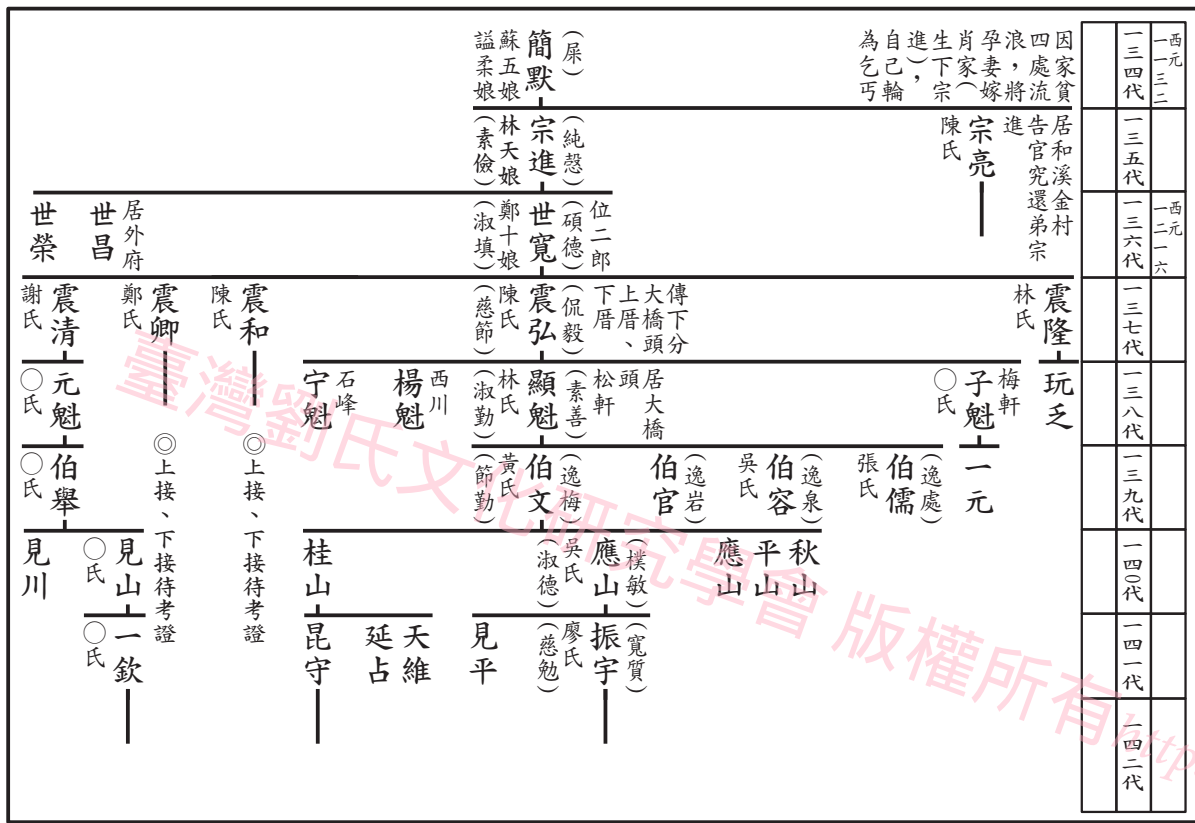 西元一一三二
一三四代
一三五代
西元一二一六
一三六代
一三七代
一三八代
一三九代
一四〇代
一四一代
一四二代
因家貧
四處流
浪，將
孕妻嫁
肖家（
生下宗
進），
自己輪
為乞丐
（屎）
簡默
蘇五娘
謚柔娘
居和溪金村
告官究還弟宗
進
宗亮
陳氏
（純愨）
宗進
林天娘
（素儉）
位二郎
（碩德）
世寬
鄭十娘
（淑填）
居外府
世昌
世榮
震隆
林氏
傳下分
大橋頭
上厝、
下厝
（侃毅）
震弘
陳氏
（慈節）
震和
陳氏
震卿
鄭氏
震清
謝氏
玩乏
梅軒
子魁
〇氏
居大橋
頭
松軒
（素善）
顯魁
林氏
（淑勤）
西川
楊魁
石峰
宁魁
◎上接、下接待考證
◎上接、下接待考證
元魁
〇氏
一元
（逸處）
伯儒
張氏
（逸泉）
伯容
吳氏
（逸岩）
伯官
（逸梅）
伯文
黃氏
（節勤）
伯舉
〇氏
秋山
平山
應山
（樸敏）
應山
吳氏
（淑德）
桂山
見山
〇氏
見川
（寬質）
振宇
廖氏
（慈勉）
見平
天維
延占
昆守
一欽
〇氏
臺灣劉氏文化研究學會 版權所有http